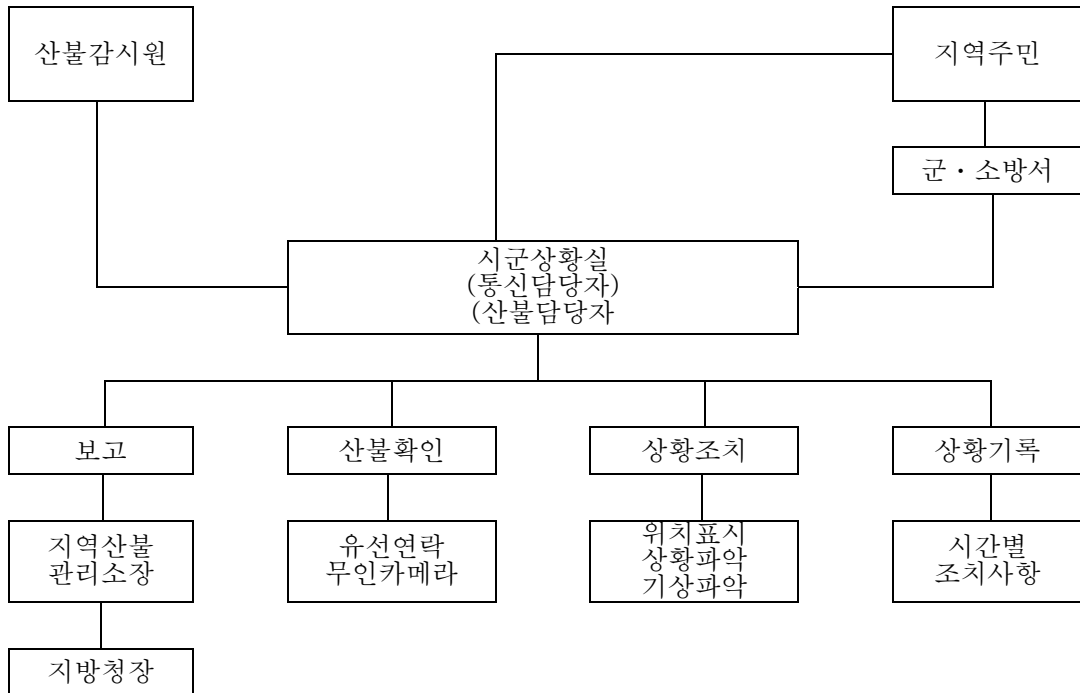 산불감시원
지역주민
군·소방서
시군상황실
(통신담당자)
(산불담당자
보고
산불확인
상황조치
상황기록
지역산불
관리소장
유선연락
무인카메라
위치표시
상황파악
기상파악
시간별
조치사항
지방청장